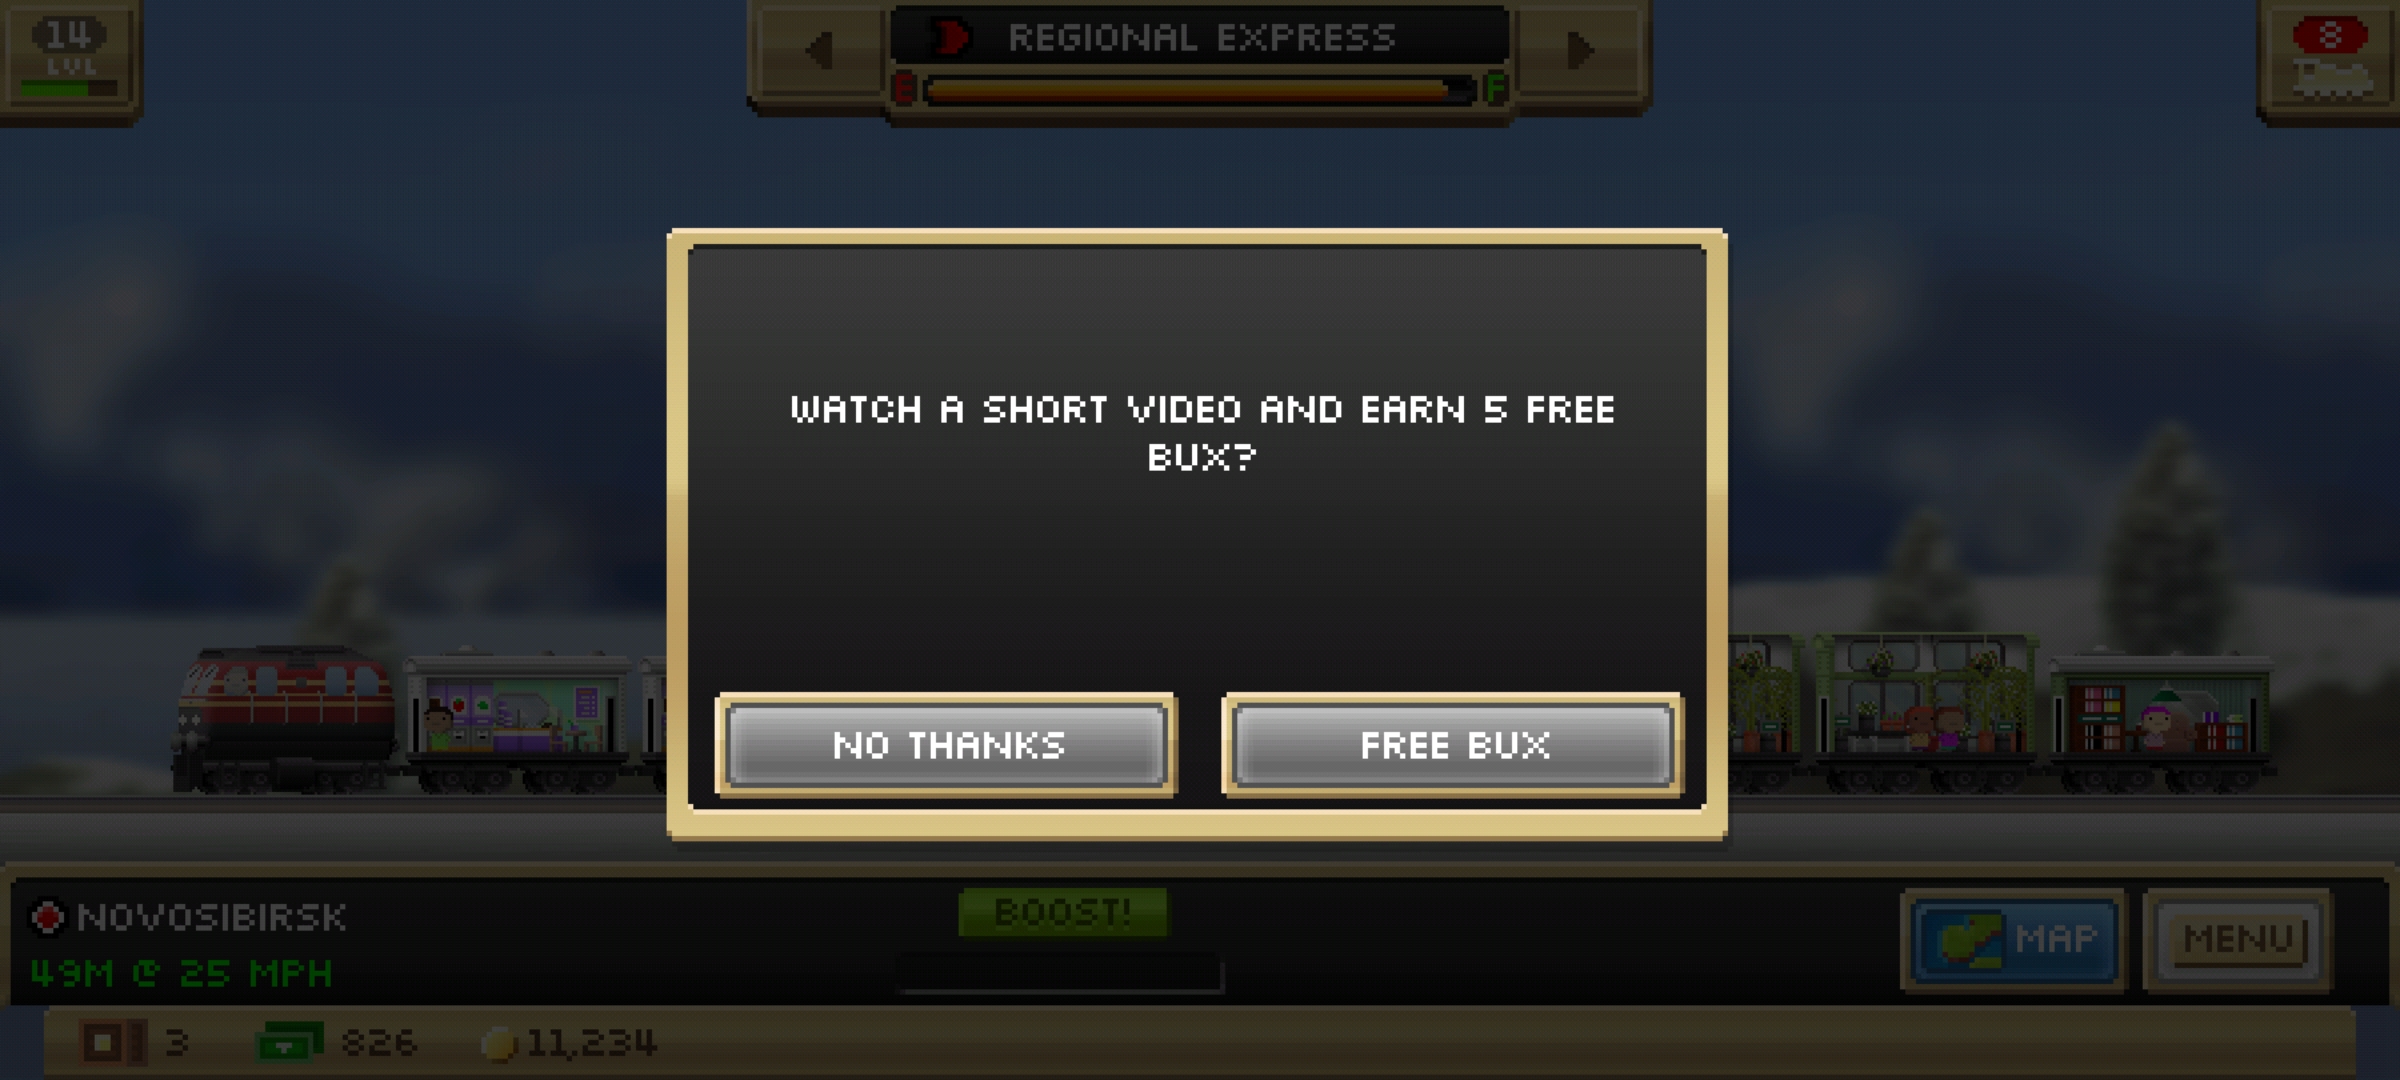 14
LVL
REGIONAL EXPRESS
E F
8
WATCH A SHORT VIDEO AND EARN 5 FREE
BUX?
NO THANKS
FREE BUX
NOVOSIBIRSK
49M @ 25 MPH
BOOST!
MAP
MENU
3 826 11,234